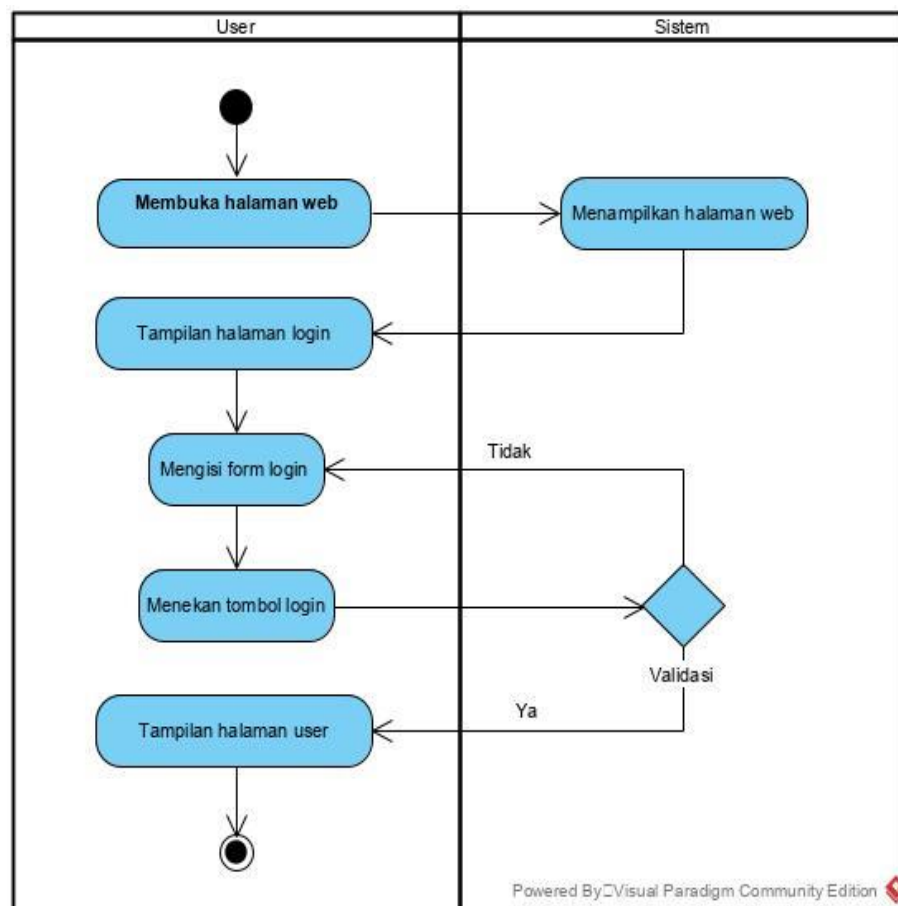 User
Sistem
Membuka halaman web
Menampilkan halaman web
Tampilan halaman login
Tidak
Mengisi form login
Menekan tombol login
Validasi
Ya
Tampilan halaman user
Powered By Visual Paradigm Community Edition